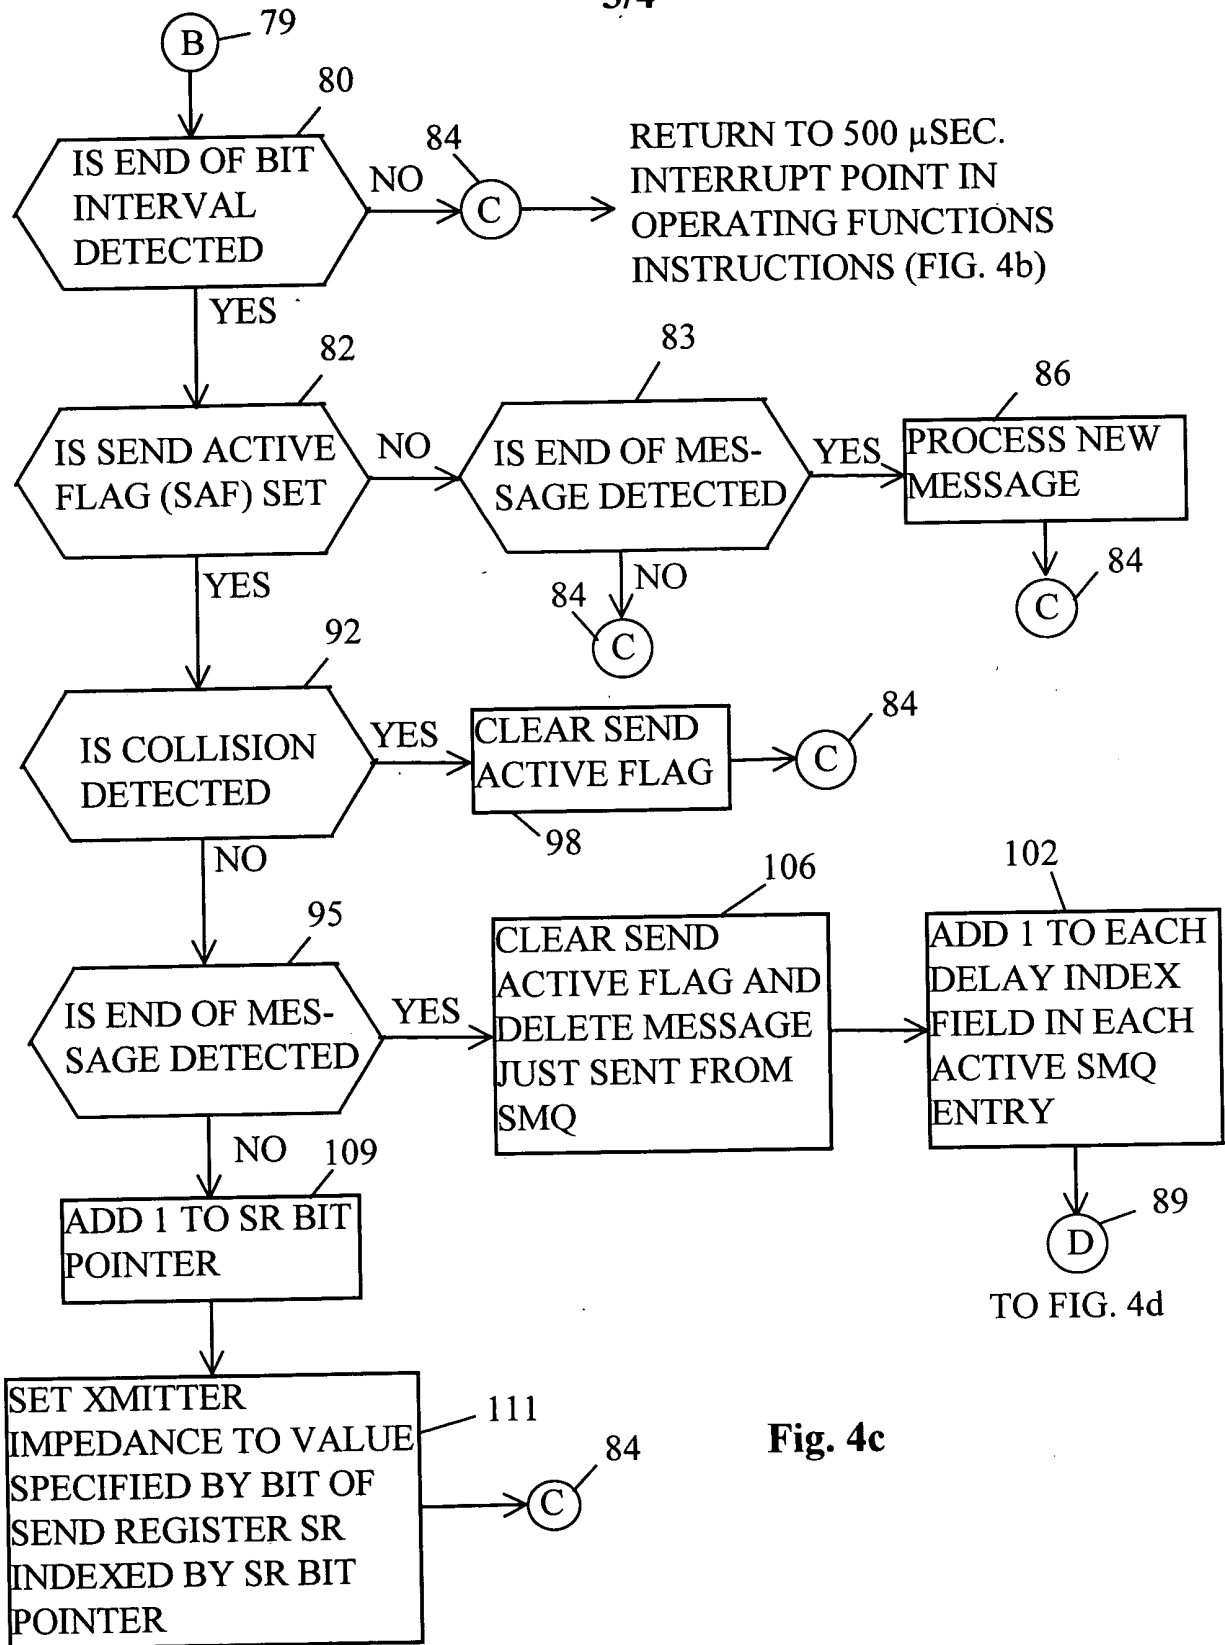 3/4
B
79
80
IS END OF BIT
INTERVAL
DETECTED
NO
84
C
RETURN TO 500 µSEC.
INTERRUPT POINT IN
OPERATING FUNCTIONS
INSTRUCTIONS (FIG. 4b)
YES
82
IS SEND ACTIVE
FLAG (SAF) SET
NO
83
IS END OF MES-
SAGE DETECTED
YES
86
PROCESS NEW
MESSAGE
84
C
NO
84
C
YES
92
IS COLLISION
DETECTED
YES
CLEAR SEND
ACTIVE FLAG
98
84
C
NO
95
IS END OF MES-
SAGE DETECTED
YES
106
CLEAR SEND
ACTIVE FLAG AND
DELETE MESSAGE
JUST SENT FROM
SMQ
102
ADD 1 TO EACH
DELAY INDEX
FIELD IN EACH
ACTIVE SMQ
ENTRY
89
D
TO FIG. 4d
NO
109
ADD 1 TO SR BIT
POINTER
SET XMITTER
IMPEDANCE TO VALUE
SPECIFIED BY BIT OF
SEND REGISTER SR
INDEXED BY SR BIT
POINTER
111
84
C
Fig. 4c